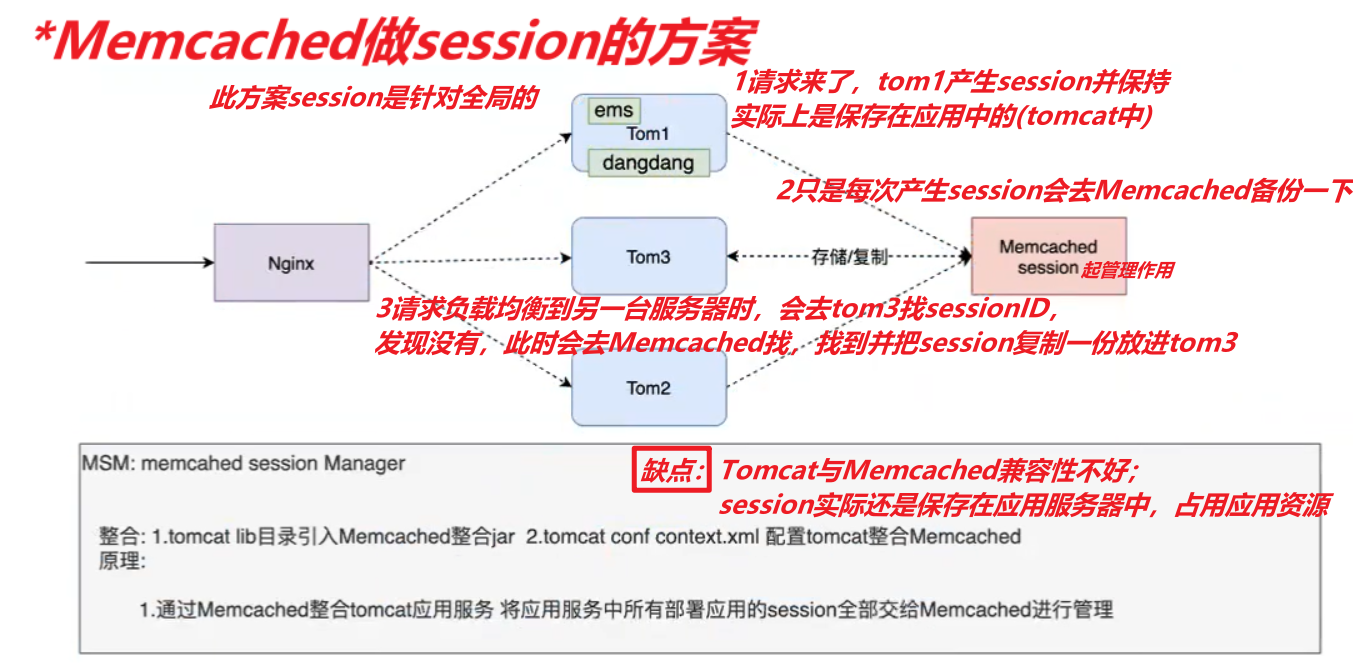 *Memcached做session的方案
此方案session是针对全局的
1请求来了，tom1产生session并保持
实际上是保存在应用中的(tomcat中)
ems
Tom1
dangdang
2只是每次产生session会去Memcached备份一下
Nginx
Tom3
存储/复制
Memcached
session
起管理作用
3请求负载均衡到另一台服务器时，会去tom3找sessionID，
发现没有，此时会去Memcached找，找到并把session复制一份放进tom3
Tom2
MSM: memcahed session Manager
缺点：
Tomcat与Memcached兼容性不好；
session实际还是保存在应用服务器中，占用应用资源
整合: 1.tomcat lib目录引入Memcached整合jar 2.tomcat conf context.xml 配置tomcat整合Memcached
原理:
1.通过Memcached整合tomcat应用服务 将应用服务中所有部署应用的session全部交给Memcached进行管理